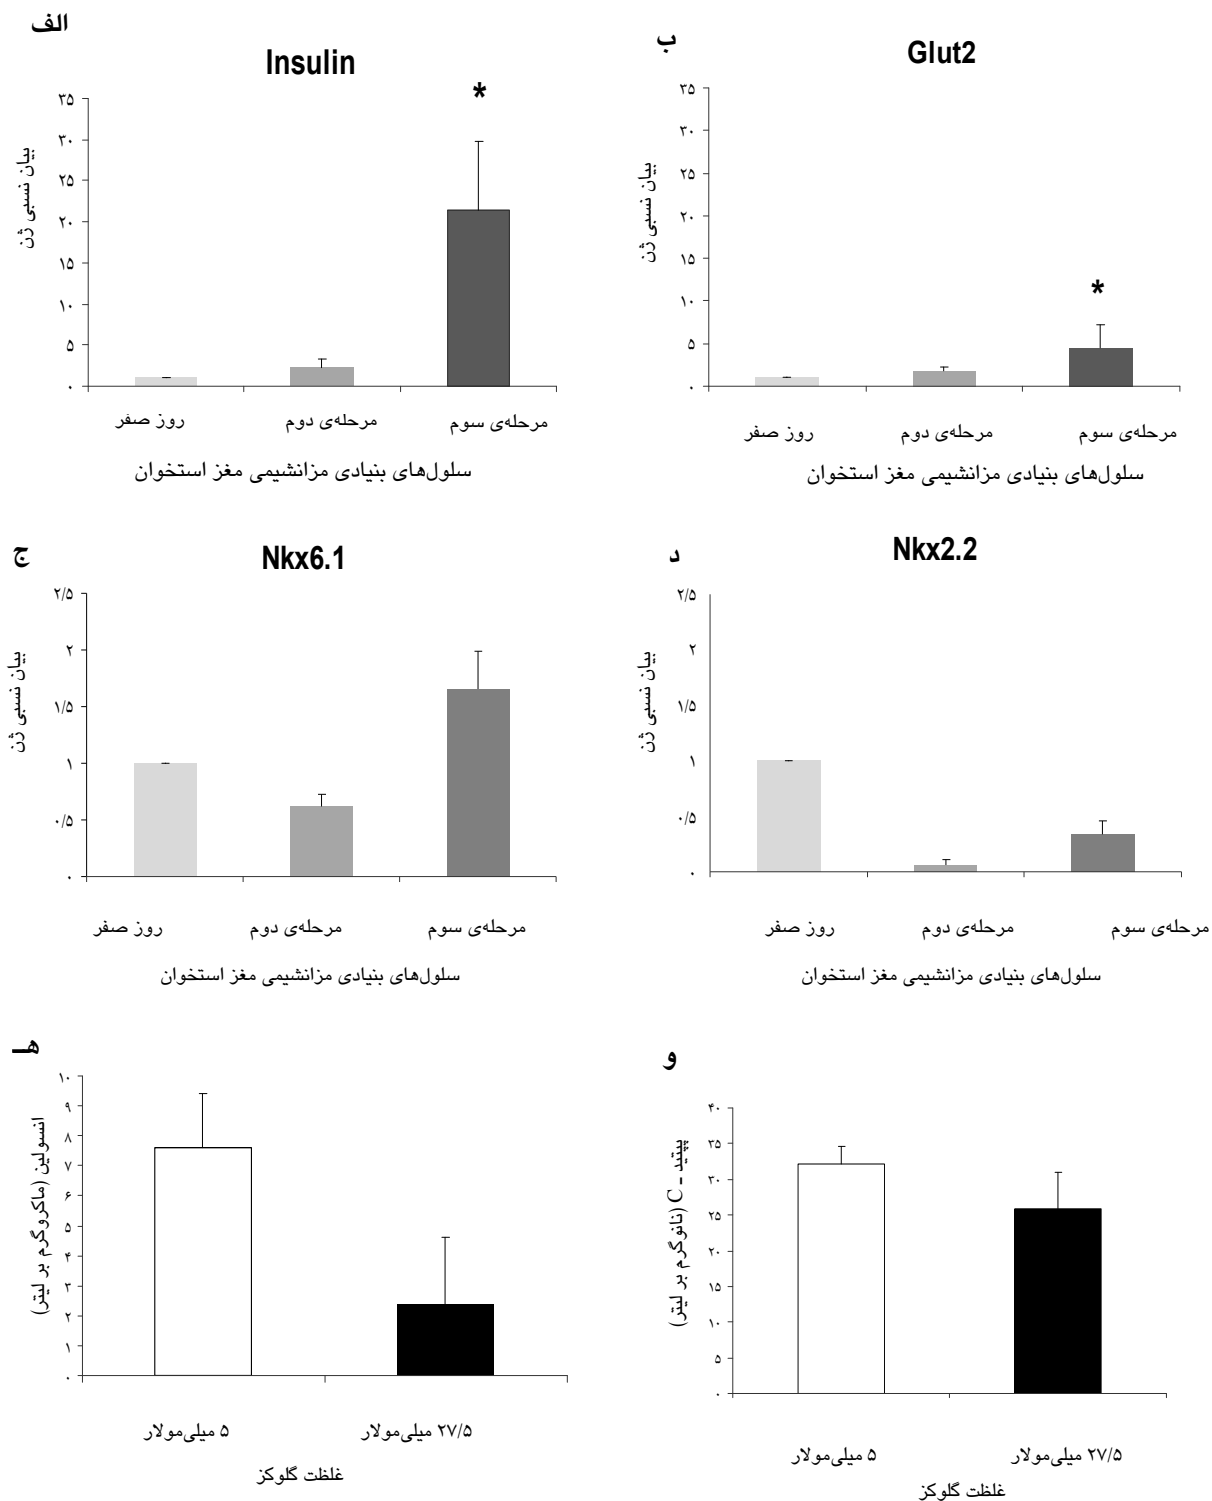 الف
Insulin
*
۳۵
۳۰
۲۵
۲۰
۱۵
۱۰
۵
۰
بیان نسبی ژن
روز صفر
مرحله‌ی دوم
مرحله‌ی سوم
سلول‌های بنیادی مزانشیمی مغز استخوان
ب
Glut2
*
۳۵
۳۰
۲۵
۲۰
۱۵
۱۰
۵
۰
بیان نسبی ژن
روز صفر
مرحله‌ی دوم
مرحله‌ی سوم
سلول‌های بنیادی مزانشیمی مغز استخوان
ج
Nkx6.1
۲/۵
۲
۱/۵
۱
۰/۵
۰
بیان نسبی ژن
روز صفر
مرحله‌ی دوم
مرحله‌ی سوم
سلول‌های بنیادی مزانشیمی مغز استخوان
د
Nkx2.2
۲/۵
۲
۱/۵
۱
۰/۵
۰
بیان نسبی ژن
روز صفر
مرحله‌ی دوم
مرحله‌ی سوم
سلول‌های بنیادی مزانشیمی مغز استخوان
هـ
۱۰
۹
۸
۷
۶
۵
۴
۳
۲
۱
۰
انسولین (ماکروگرم بر لیتر)
۵ میلی‌مولار
۲۷/۵ میلی‌مولار
غلظت گلوکز
و
۴۰
۳۵
۳۰
۲۵
۲۰
۱۵
۱۰
۵
۰
پپتید ـ C (نانوگرم بر لیتر)
۵ میلی‌مولار
۲۷/۵ میلی‌مولار
غلظت گلوکز